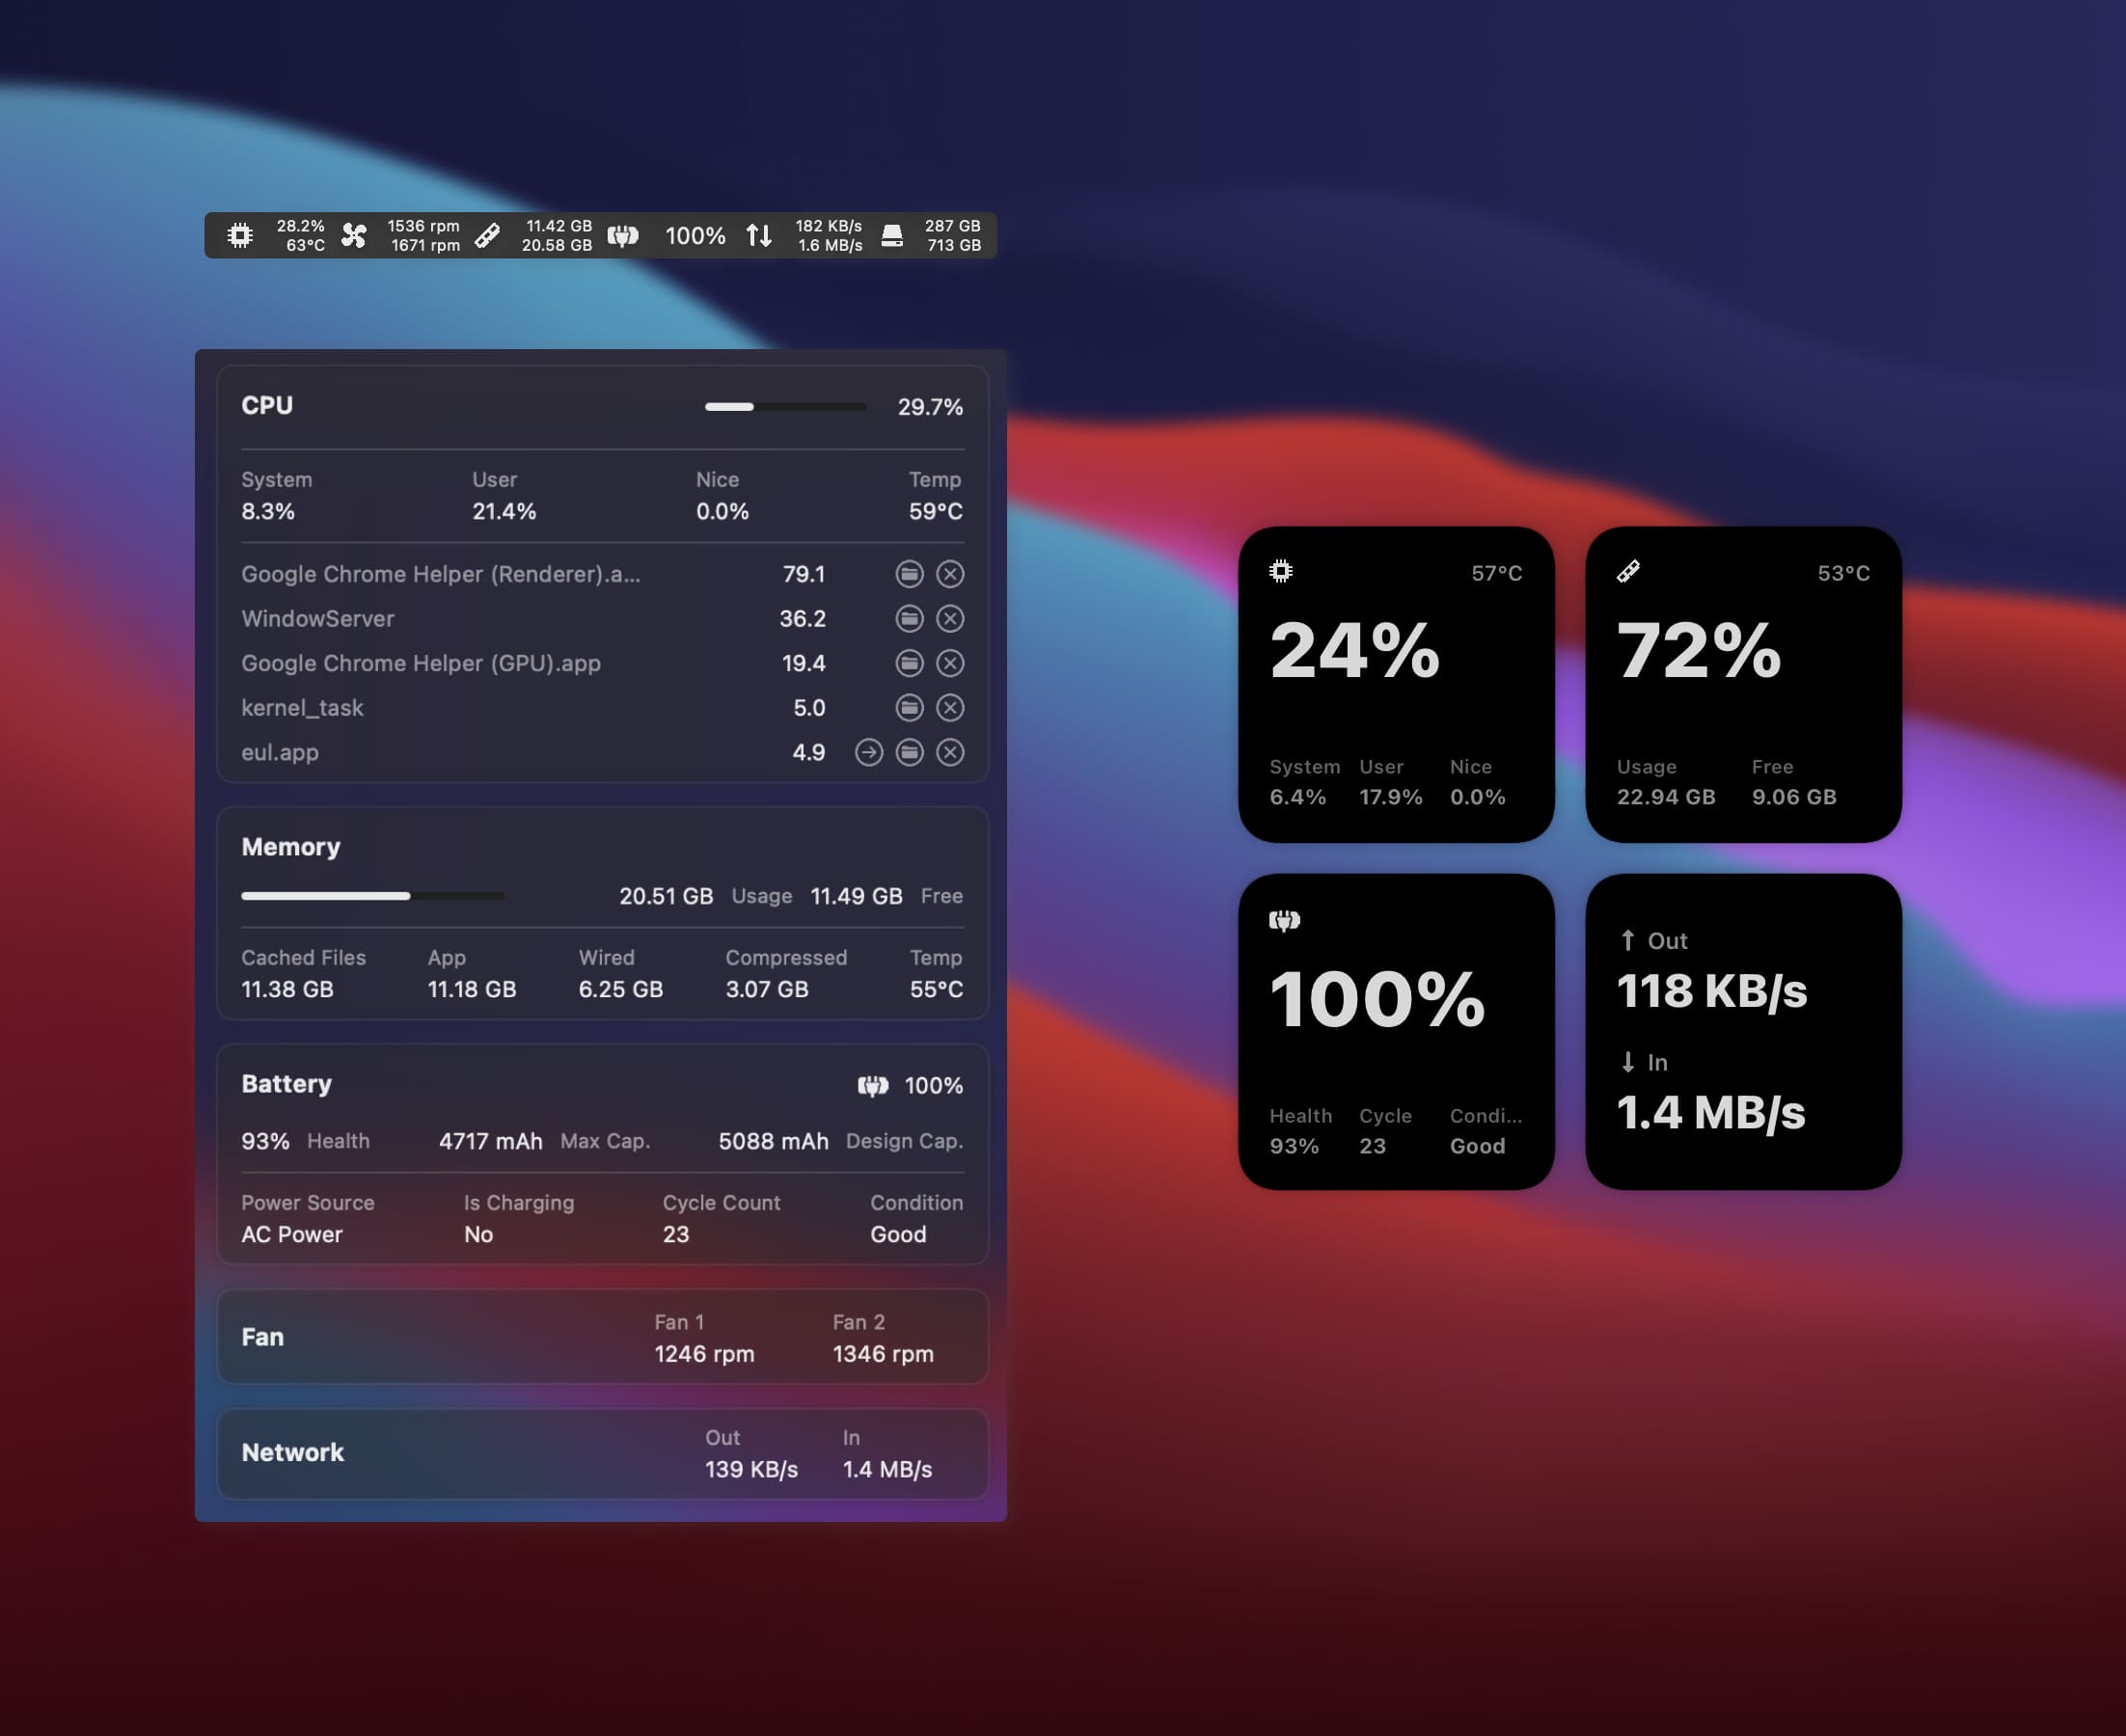 28.2% 1536 rpm 11.42 GB 100% 182 KB/s 287 GB
63°C 1671 rpm 20.58 GB 1.6 MB/s 713 GB
CPU 29.7%
System User Nice Temp
8.3% 21.4% 0.0% 59°C
Google Chrome Helper (Renderer).a... 79.1
WindowServer 36.2
Google Chrome Helper (GPU).app 19.4
kernel_task 5.0
eul.app 4.9
Memory
20.51 GB Usage 11.49 GB Free
Cached Files App Wired Compressed Temp
11.38 GB 11.18 GB 6.25 GB 3.07 GB 55°C
Battery 100%
93% Health 4717 mAh Max Cap. 5088 mAh Design Cap.
Power Source Is Charging Cycle Count Condition
AC Power No 23 Good
Fan
Fan 1 Fan 2
1246 rpm 1346 rpm
Network
Out In
139 KB/s 1.4 MB/s
57°C
24%
System User Nice
6.4% 17.9% 0.0%
53°C
72%
Usage Free
22.94 GB 9.06 GB
100%
Health Cycle Condi...
93% 23 Good
↑ Out
118 KB/s
↓ In
1.4 MB/s